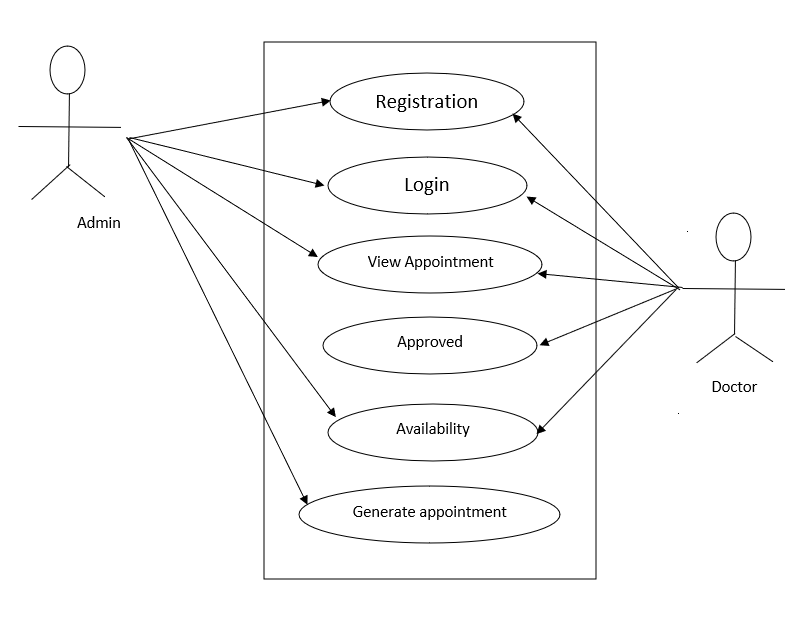 Registration
Login
View Appointment
Approved
Availability
Generate appointment
Admin
Doctor